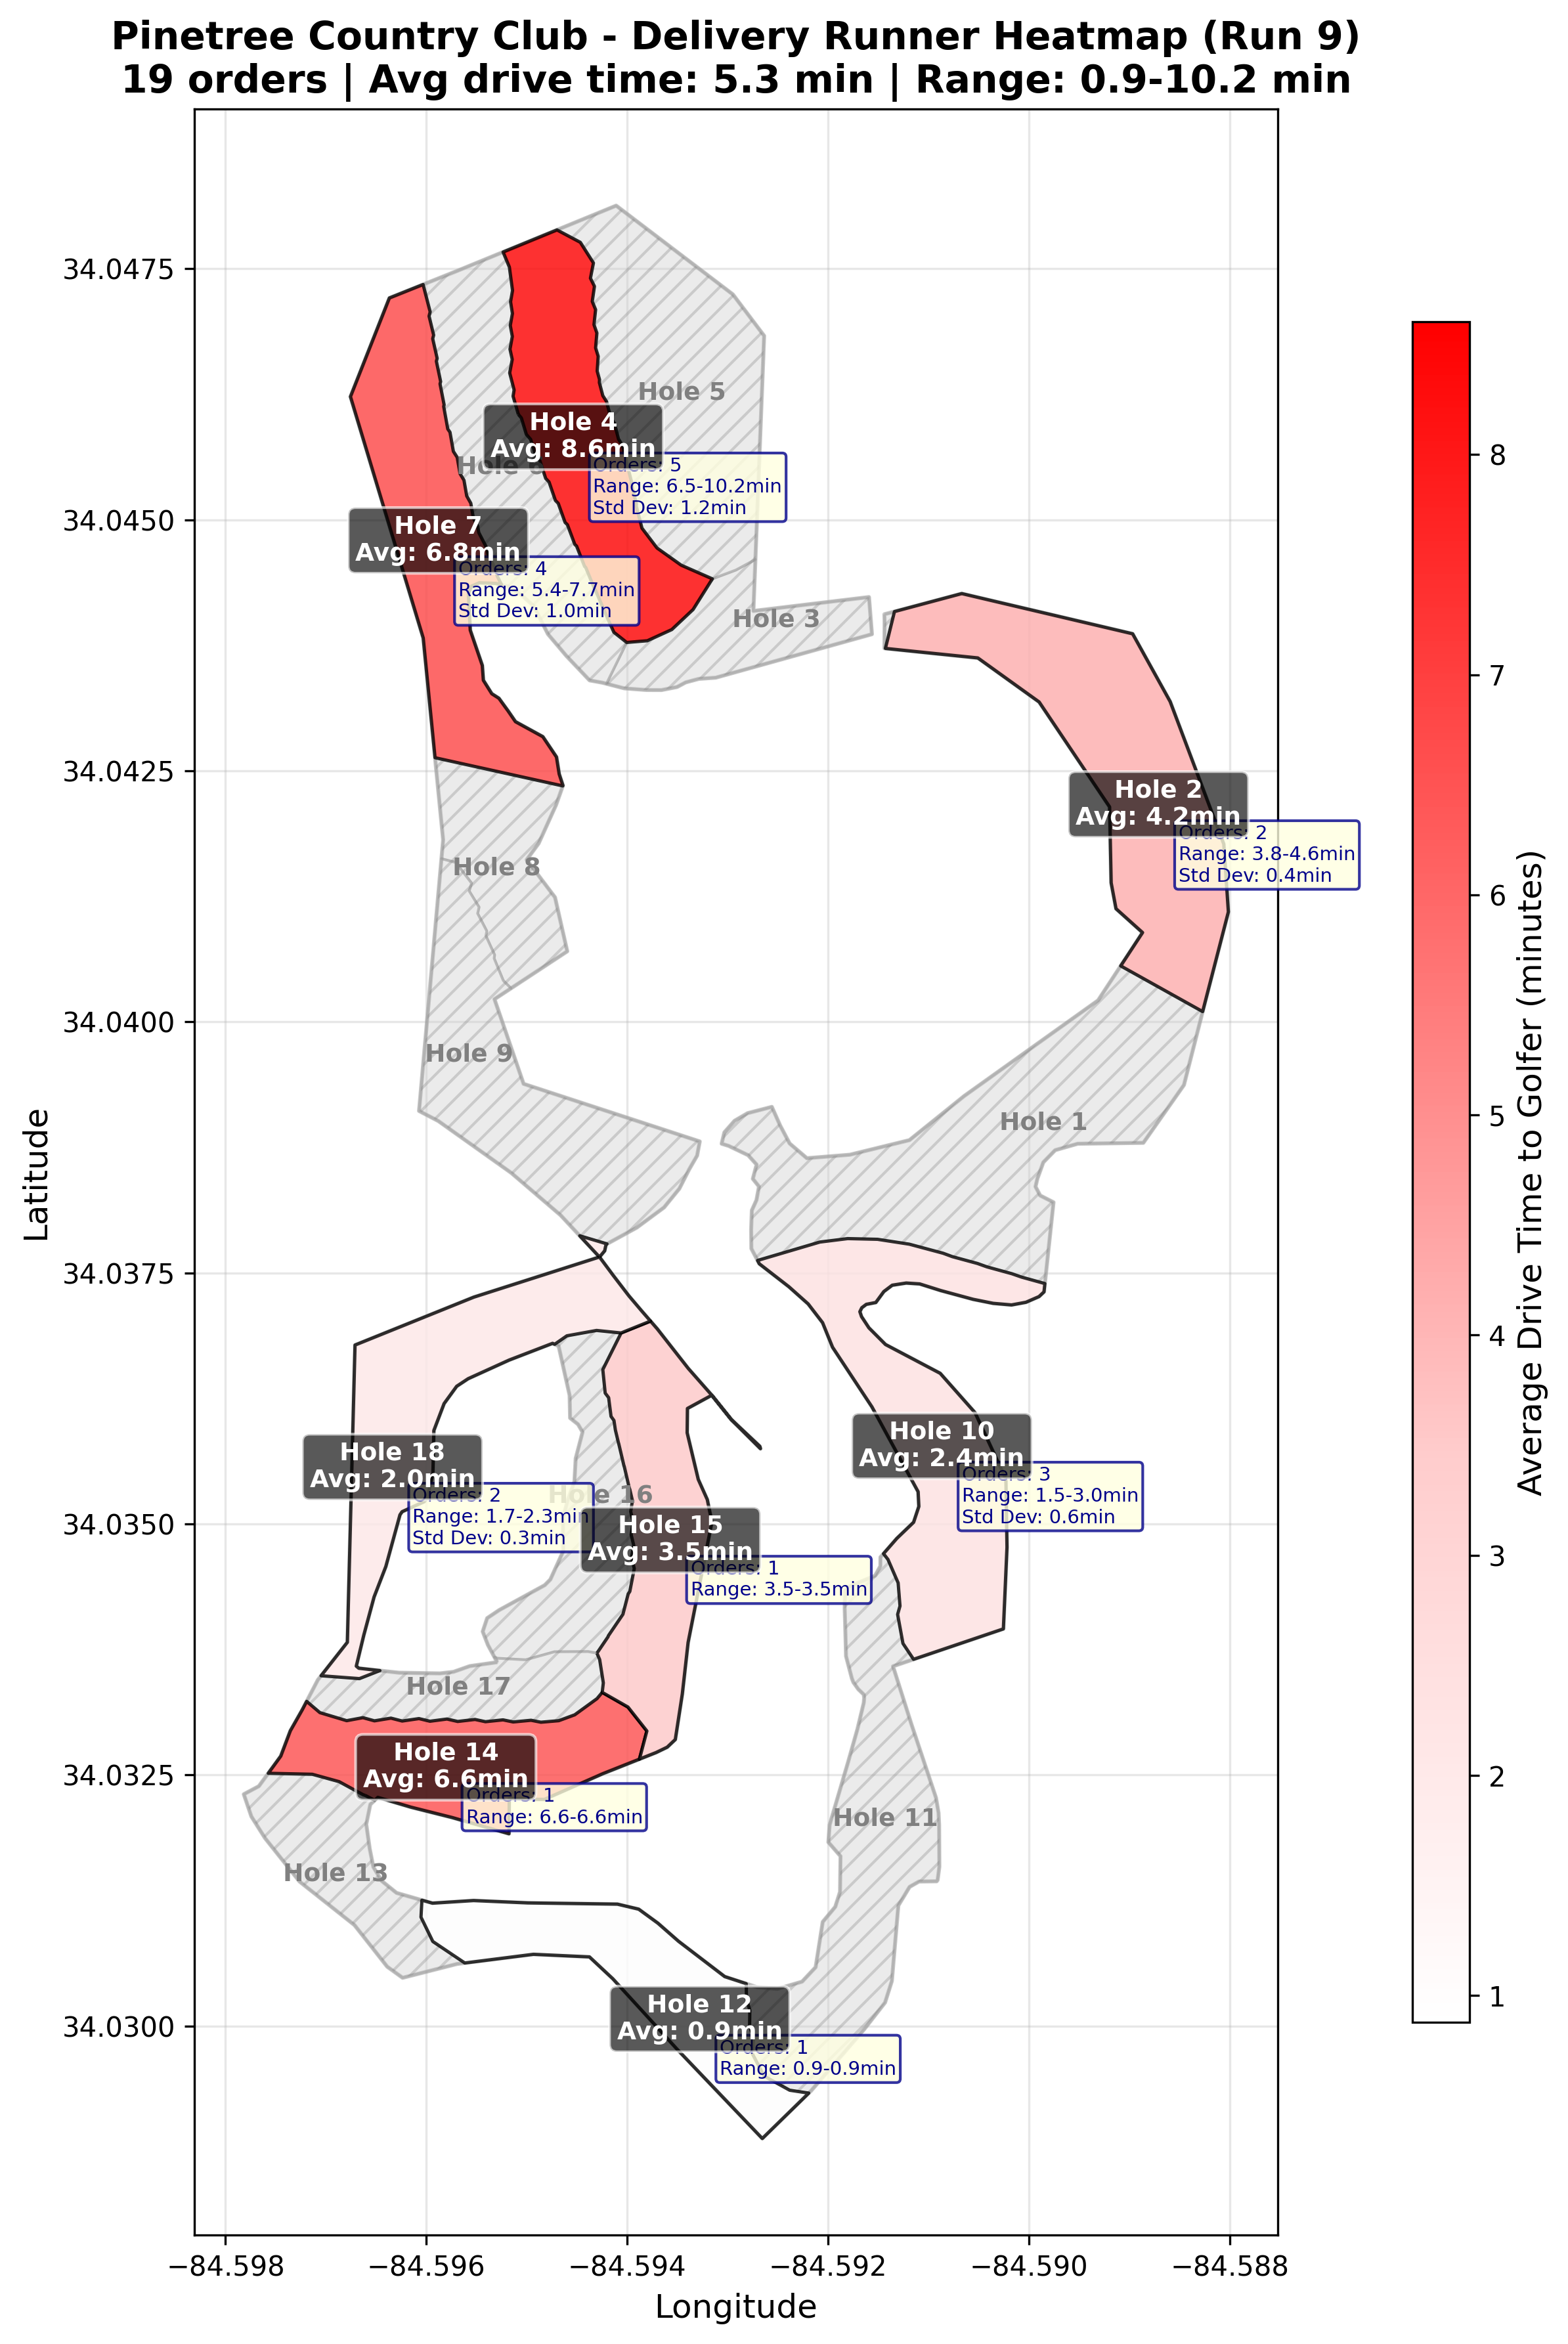 Pinetree Country Club - Delivery Runner Heatmap (Run 9)
19 orders | Avg drive time: 5.3 min | Range: 0.9-10.2 min
34.0475
34.0450
34.0425
34.0400
34.0375
34.0350
34.0325
34.0300
Latitude
−84.598
−84.596
−84.594
−84.592
−84.590
−84.588
Longitude
Hole 5
Hole 4
Avg: 8.6min
Orders: 5
Range: 6.5-10.2min
Std Dev: 1.2min
Hole 6
Hole 7
Avg: 6.8min
Orders: 4
Range: 5.4-7.7min
Std Dev: 1.0min
Hole 3
Hole 2
Avg: 4.2min
Orders: 2
Range: 3.8-4.6min
Std Dev: 0.4min
Hole 8
Hole 9
Hole 1
Hole 10
Avg: 2.4min
Orders: 3
Range: 1.5-3.0min
Std Dev: 0.6min
Hole 18
Avg: 2.0min
Orders: 2
Range: 1.7-2.3min
Std Dev: 0.3min
Hole 16
Hole 15
Avg: 3.5min
Orders: 1
Range: 3.5-3.5min
Hole 17
Hole 14
Avg: 6.6min
Orders: 1
Range: 6.6-6.6min
Hole 11
Hole 13
Hole 12
Avg: 0.9min
Orders: 1
Range: 0.9-0.9min
8
7
6
5
4
3
2
1
Average Drive Time to Golfer (minutes)